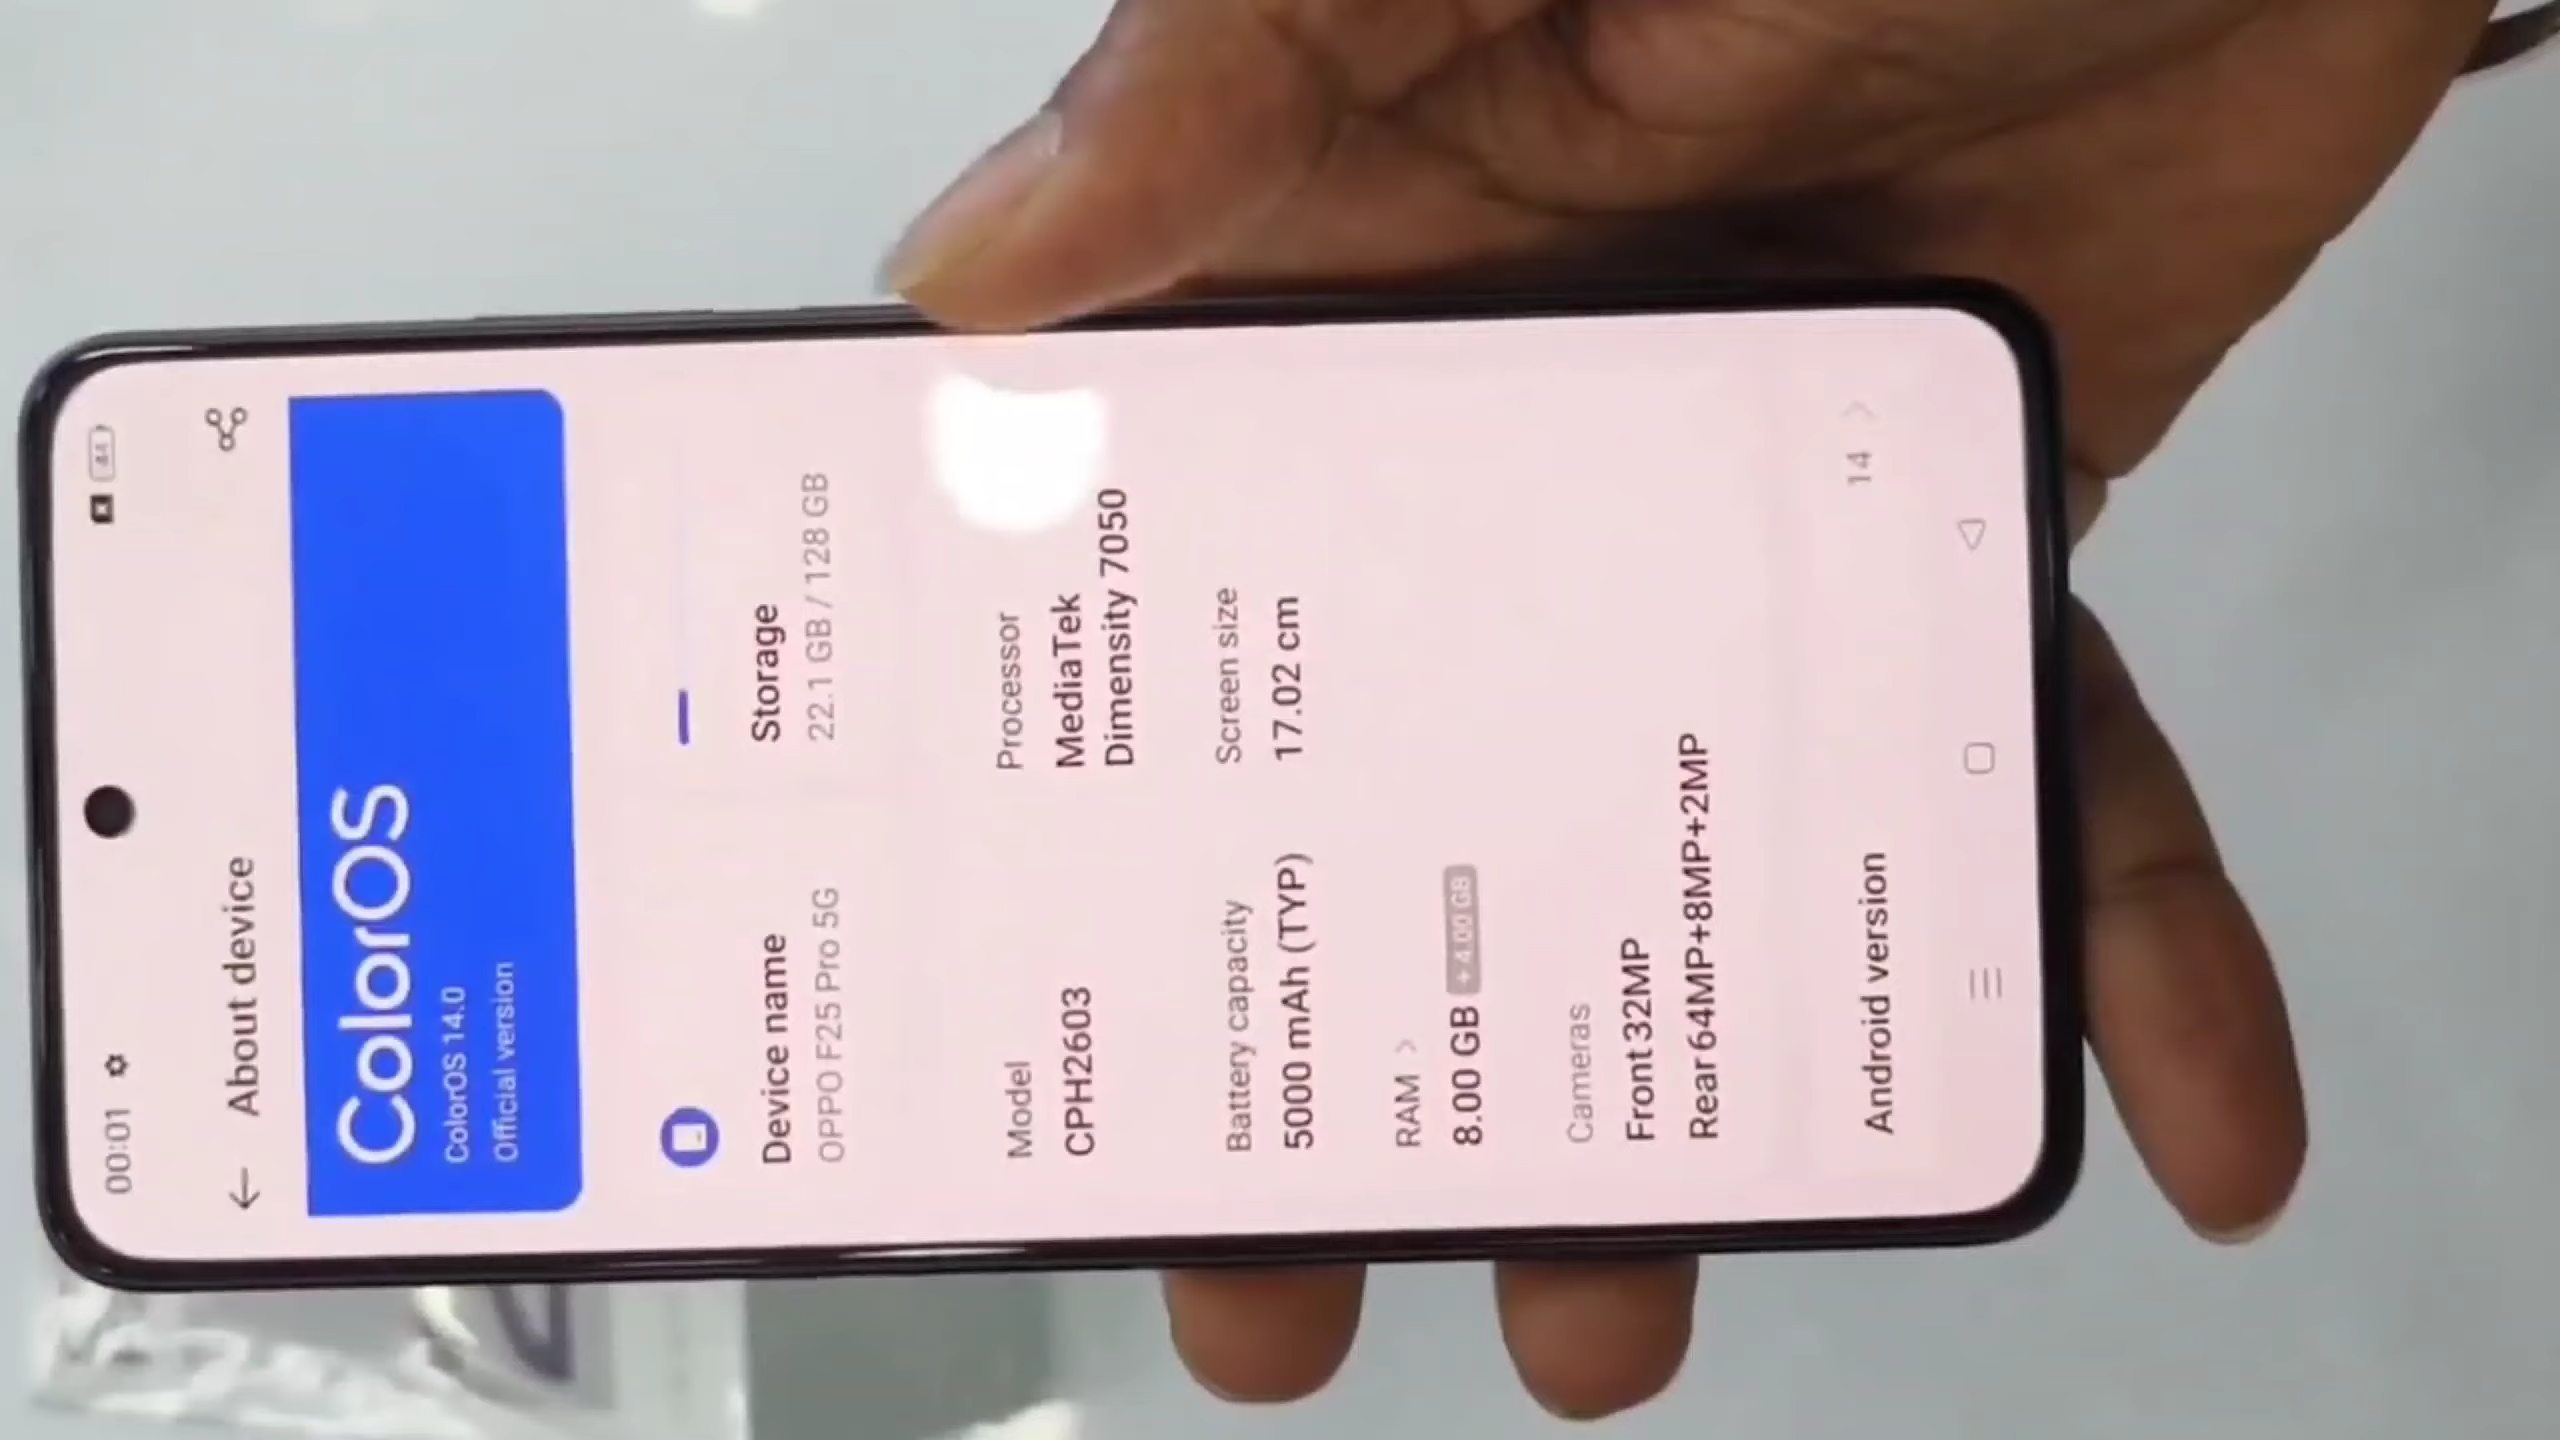 00:01
About device
ColorOS
ColorOS 14.0
Official version
Device name
OPPO F25 Pro 5G
Storage
22.1 GB / 128 GB
Model
CPH2603
Processor
MediaTek
Dimensity 7050
Battery capacity
5000 mAh (TYP)
Screen size
17.02 cm
RAM >
8.00 GB + 4.00 GB
Cameras
Front 32MP
Rear 64MP+8MP+2MP
Android version 14 >